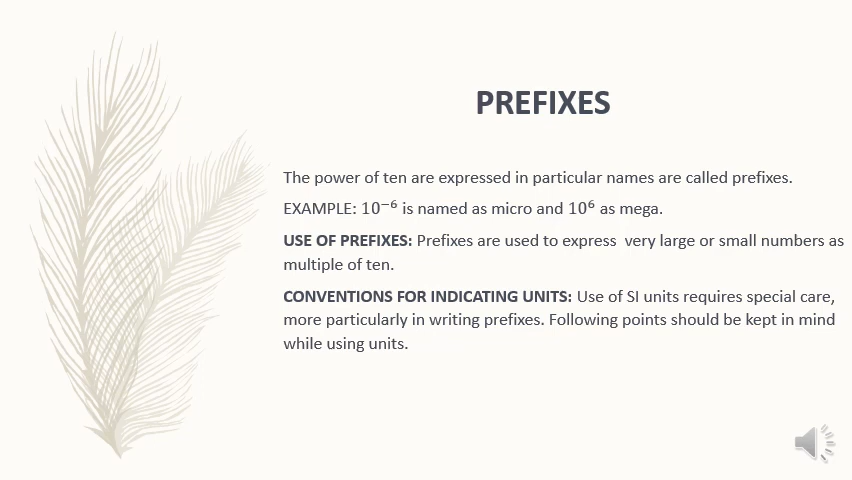 PREFIXES
The power of ten are expressed in particular names are called prefixes.
EXAMPLE: 10⁻⁶ is named as micro and 10⁶ as mega.
USE OF PREFIXES: Prefixes are used to express  very large or small numbers as
multiple of ten.
CONVENTIONS FOR INDICATING UNITS: Use of SI units requires special care,
more particularly in writing prefixes. Following points should be kept in mind
while using units.